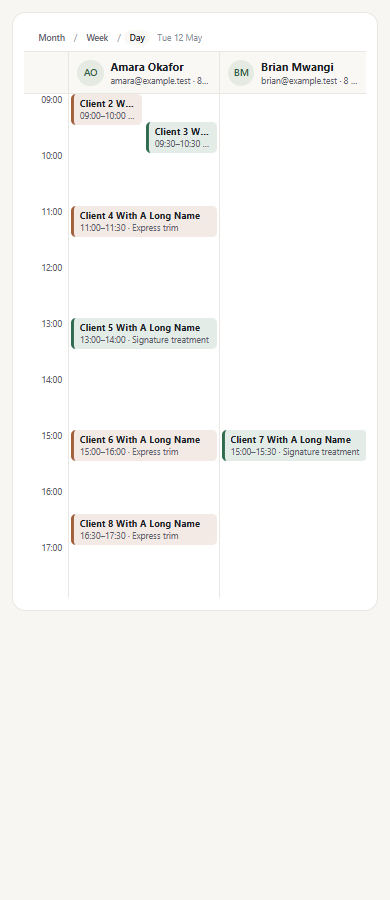 Month / Week / Day Tue 12 May
AO Amara Okafor
amara@example.test · 8...
BM Brian Mwangi
brian@example.test · 8 ...
09:00
Client 2 W...
09:00–10:00 ...
Client 3 W...
09:30–10:30 ...
10:00
11:00
Client 4 With A Long Name
11:00–11:30 · Express trim
12:00
13:00
Client 5 With A Long Name
13:00–14:00 · Signature treatment
14:00
15:00
Client 6 With A Long Name
15:00–16:00 · Express trim
Client 7 With A Long Name
15:00–15:30 · Signature treatment
16:00
Client 8 With A Long Name
16:30–17:30 · Express trim
17:00